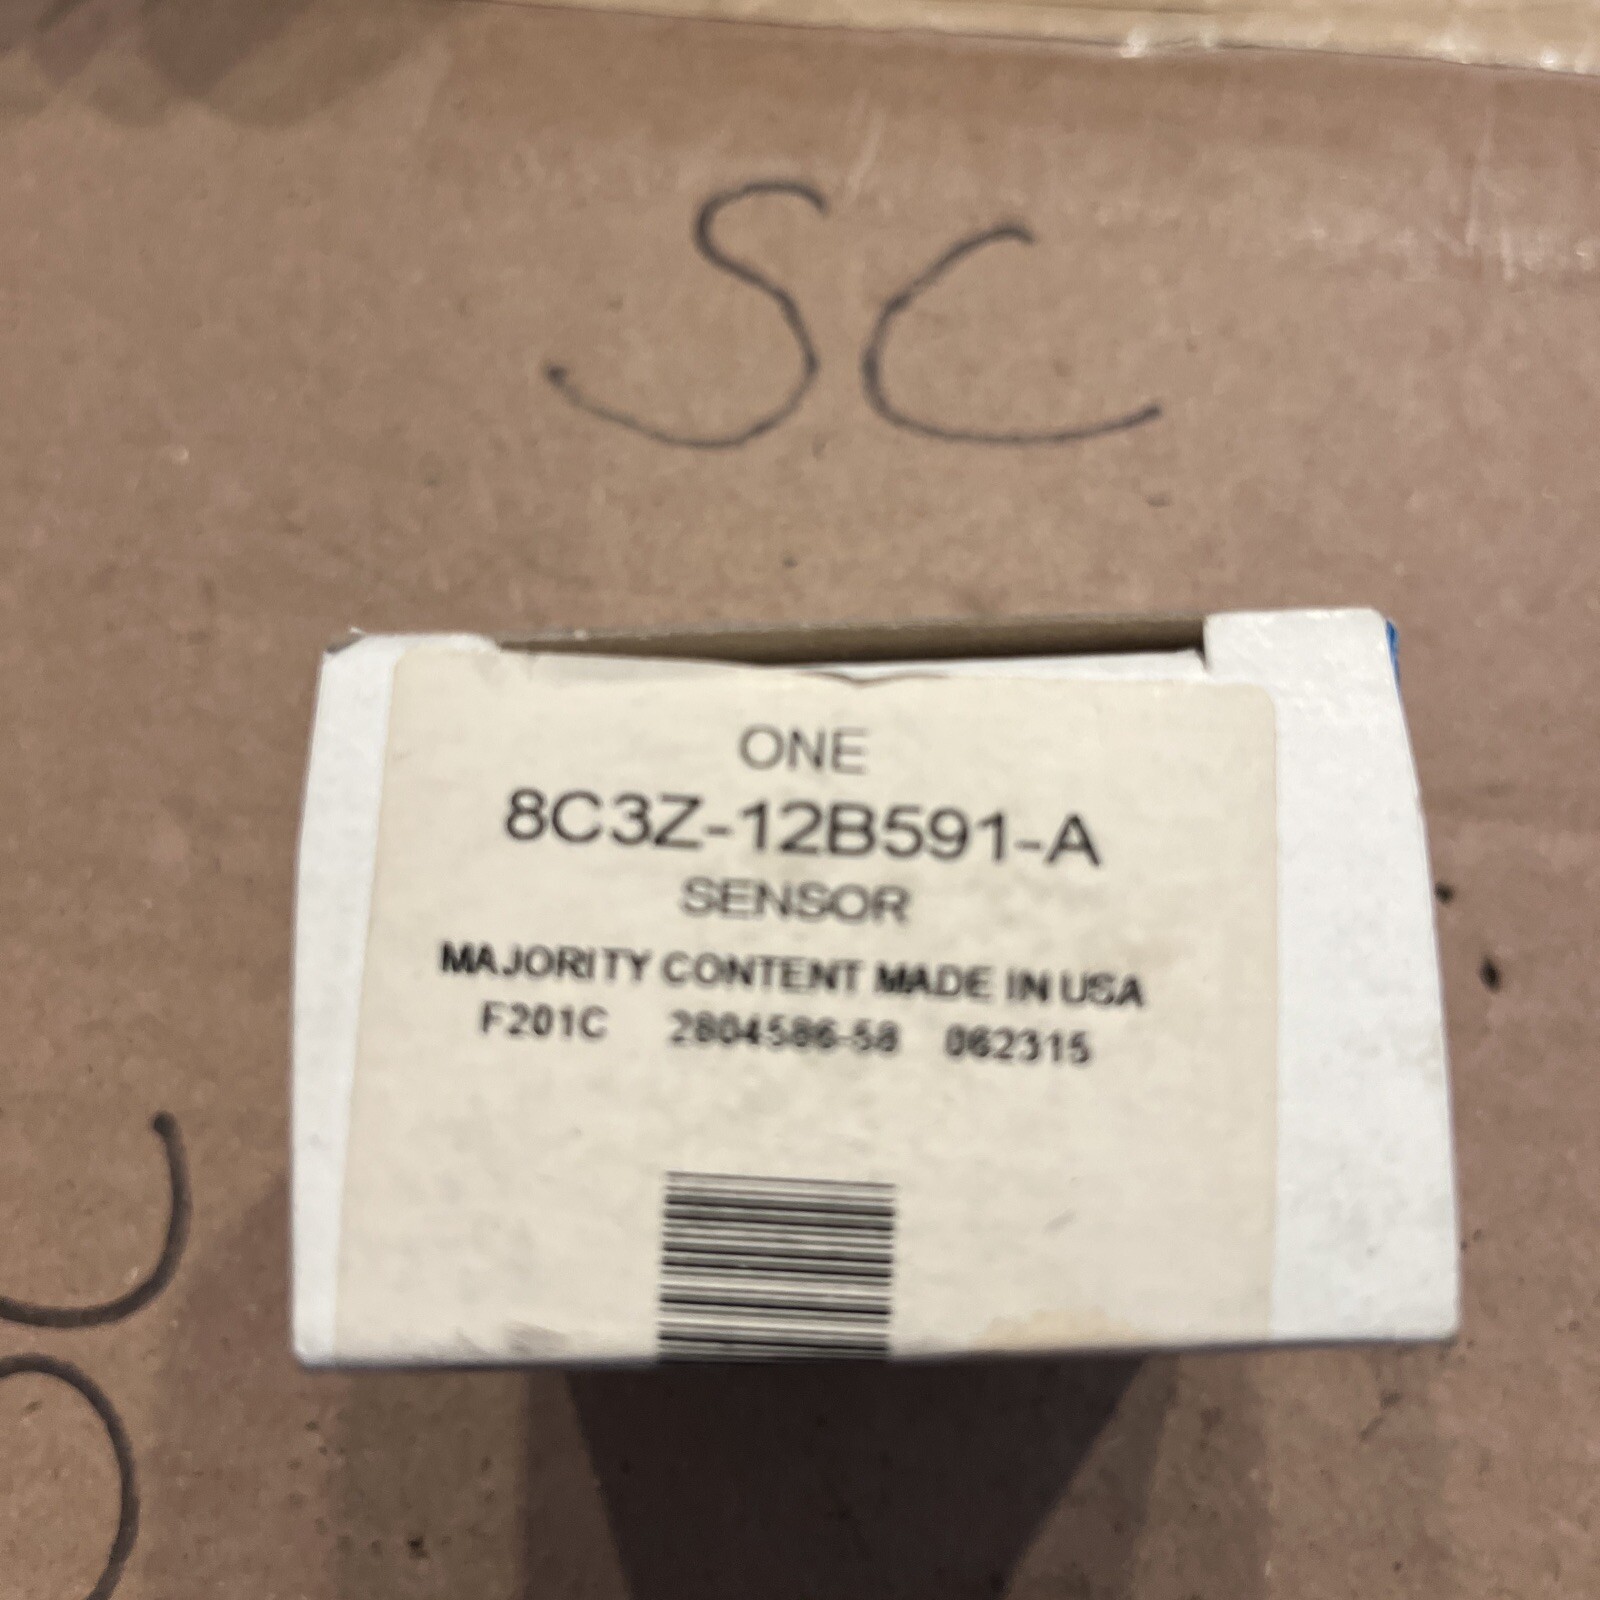 SC
ONE
8C3Z-12B591-A
SENSOR
MAJORITY CONTENT MADE IN USA
F201C 2804586-58 062315